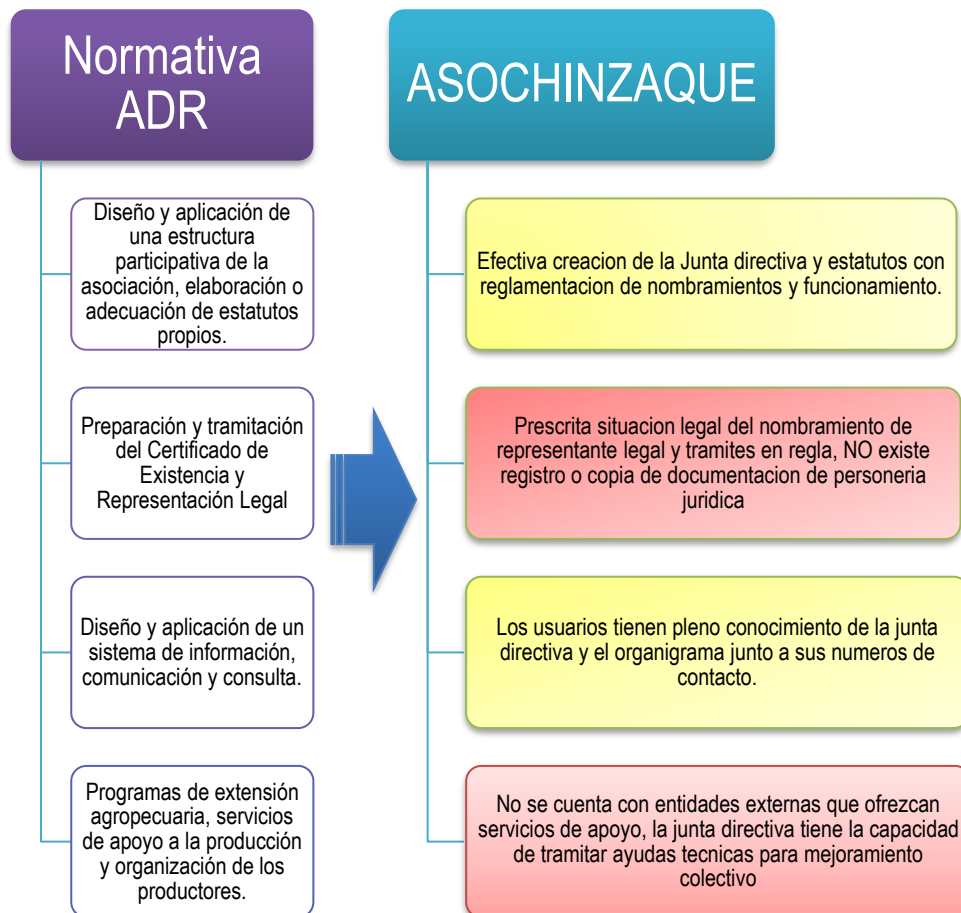 Normativa
ADR
Diseño y aplicación de
una estructura
participativa de la
asociación, elaboración o
adecuación de estatutos
propios.
Preparación y tramitación
del Certificado de
Existencia y
Representación Legal
Diseño y aplicación de un
sistema de información,
comunicación y consulta.
Programas de extensión
agropecuaria, servicios
de apoyo a la producción
y organización de los
productores.
ASOCHINZAQUE
Efectiva creacion de la Junta directiva y estatutos con
reglamentacion de nombramientos y funcionamiento.
Prescrita situacion legal del nombramiento de
representante legal y tramites en regla, NO existe
registro o copia de documentacion de personeria
juridica
Los usuarios tienen pleno conocimiento de la junta
directiva y el organigrama junto a sus numeros de
contacto.
No se cuenta con entidades externas que ofrezcan
servicios de apoyo, la junta directiva tiene la capacidad
de tramitar ayudas tecnicas para mejoramiento
colectivo